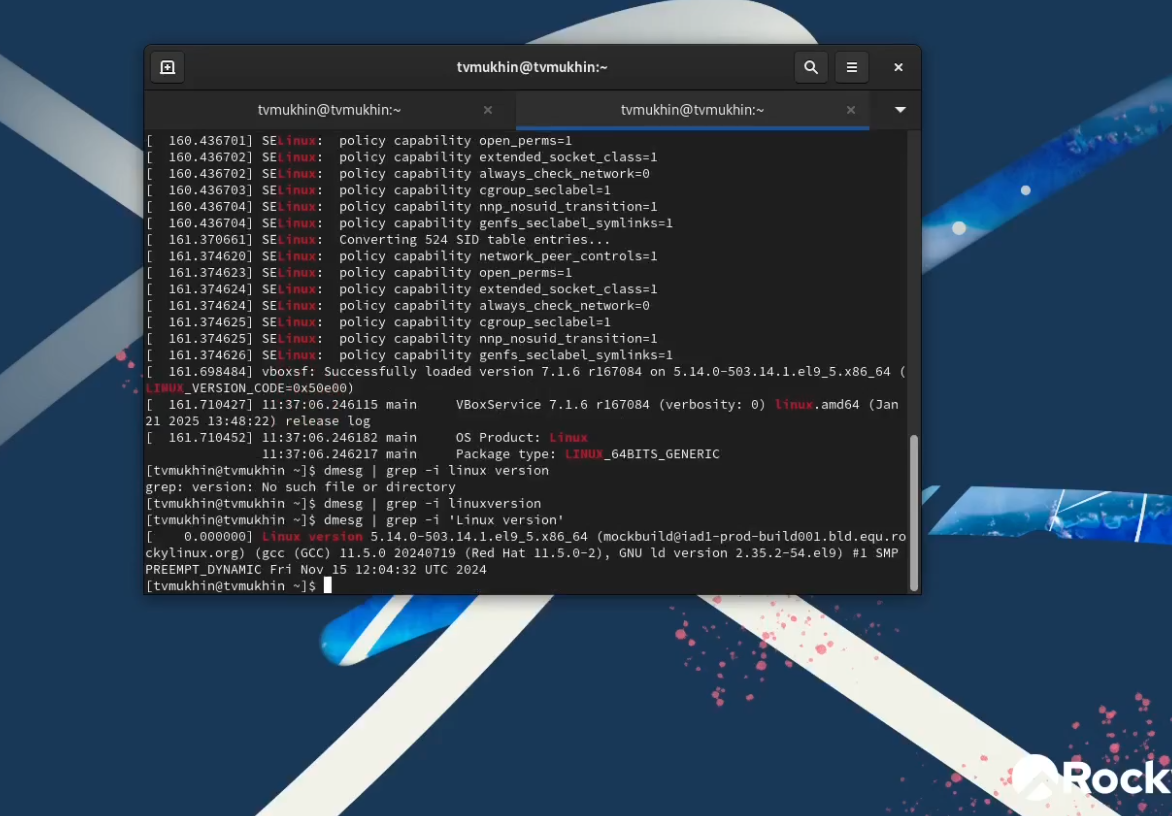 tvmukhin@tvmukhin:~
tvmukhin@tvmukhin:~ tvmukhin@tvmukhin:~
[  160.436701] SELinux:  policy capability open_perms=1
[  160.436702] SELinux:  policy capability extended_socket_class=1
[  160.436702] SELinux:  policy capability always_check_network=0
[  160.436703] SELinux:  policy capability cgroup_seclabel=1
[  160.436704] SELinux:  policy capability nnp_nosuid_transition=1
[  160.436704] SELinux:  policy capability genfs_seclabel_symlinks=1
[  161.370661] SELinux:  Converting 524 SID table entries...
[  161.374620] SELinux:  policy capability network_peer_controls=1
[  161.374623] SELinux:  policy capability open_perms=1
[  161.374624] SELinux:  policy capability extended_socket_class=1
[  161.374624] SELinux:  policy capability always_check_network=0
[  161.374625] SELinux:  policy capability cgroup_seclabel=1
[  161.374625] SELinux:  policy capability nnp_nosuid_transition=1
[  161.374626] SELinux:  policy capability genfs_seclabel_symlinks=1
[  161.698484] vboxsf: Successfully loaded version 7.1.6 r167084 on 5.14.0-503.14.1.el9_5.x86_64 (
LINUX_VERSION_CODE=0x50e00)
[  161.710427] 11:37:06.246115 main     VBoxService 7.1.6 r167084 (verbosity: 0) linux.amd64 (Jan
21 2025 13:48:22) release log
[  161.710452] 11:37:06.246182 main     OS Product: Linux
               11:37:06.246217 main     Package type: LINUX_64BITS_GENERIC
[tvmukhin@tvmukhin ~]$ dmesg | grep -i linux version
grep: version: No such file or directory
[tvmukhin@tvmukhin ~]$ dmesg | grep -i linuxversion
[tvmukhin@tvmukhin ~]$ dmesg | grep -i 'Linux version'
[    0.000000] Linux version 5.14.0-503.14.1.el9_5.x86_64 (mockbuild@iad1-prod-build001.bld.equ.ro
ckylinux.org) (gcc (GCC) 11.5.0 20240719 (Red Hat 11.5.0-2), GNU ld version 2.35.2-54.el9) #1 SMP
PREEMPT_DYNAMIC Fri Nov 15 12:04:32 UTC 2024
[tvmukhin@tvmukhin ~]$
Rock